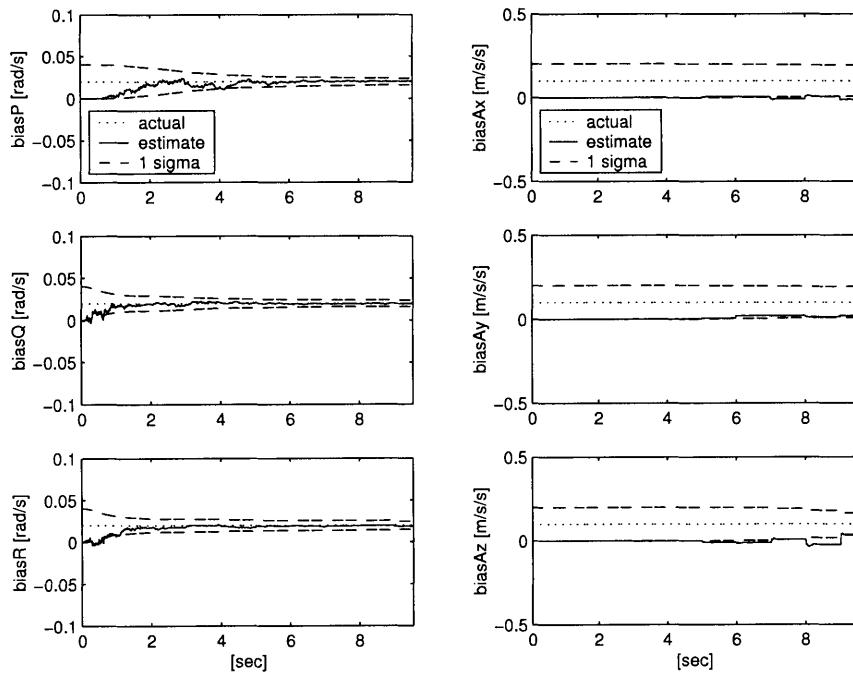 0.1
0.05
0
−0.05
−0.1
biasP [rad/s]
actual
estimate
1 sigma
0 2 4 6 8
0.5
0
−0.5
biasAx [m/s/s]
actual
estimate
1 sigma
0 2 4 6 8
0.1
0.05
0
−0.05
−0.1
biasQ [rad/s]
0 2 4 6 8
0.5
0
−0.5
biasAy [m/s/s]
0 2 4 6 8
0.1
0.05
0
−0.05
−0.1
biasR [rad/s]
0 2 4 6 8
[sec]
0.5
0
−0.5
biasAz [m/s/s]
0 2 4 6 8
[sec]